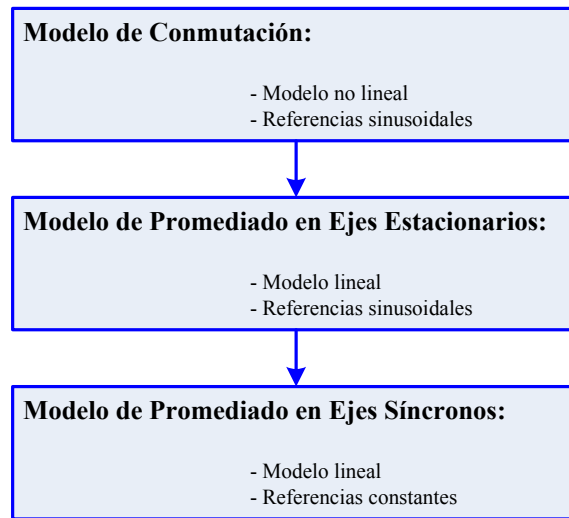 Modelo de Conmutación:
- Modelo no lineal
- Referencias sinusoidales
Modelo de Promediado en Ejes Estacionarios:
- Modelo lineal
- Referencias sinusoidales
Modelo de Promediado en Ejes Síncronos:
- Modelo lineal
- Referencias constantes